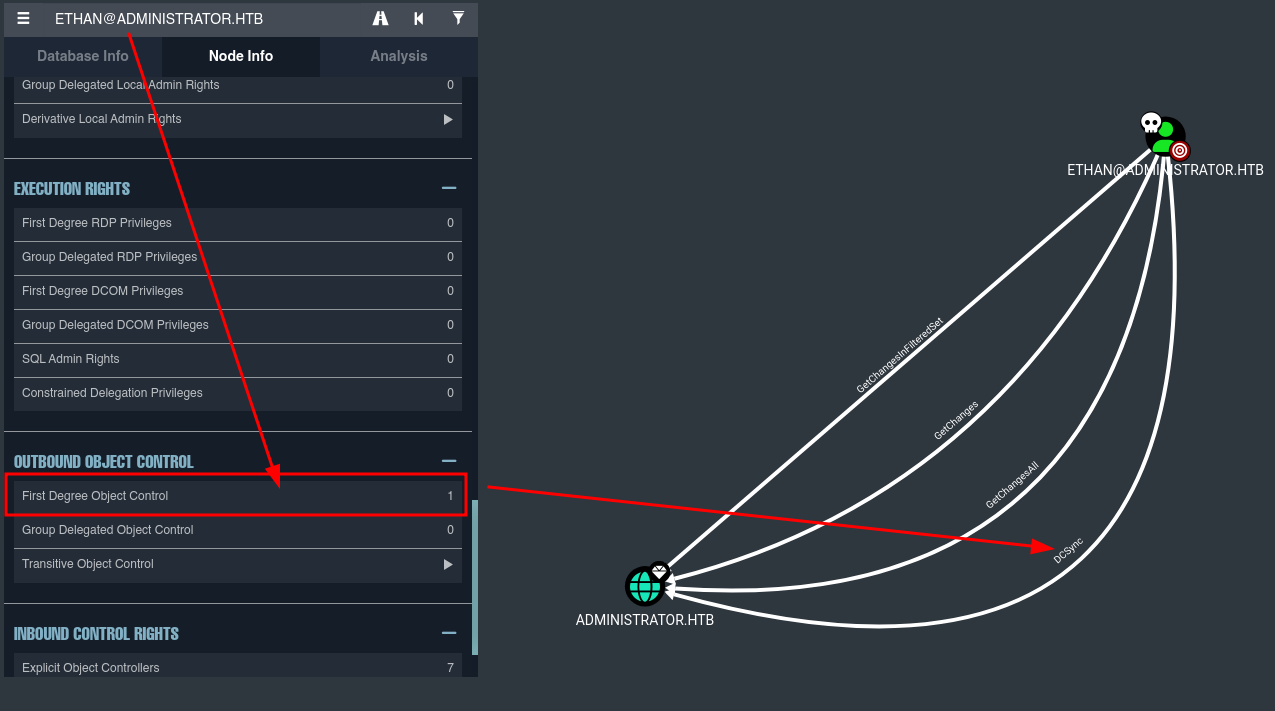 ETHAN@ADMINISTRATOR.HTB
Database Info Node Info Analysis
Group Delegated Local Admin Rights 0
Derivative Local Admin Rights
EXECUTION RIGHTS
First Degree RDP Privileges 0
Group Delegated RDP Privileges 0
First Degree DCOM Privileges 0
Group Delegated DCOM Privileges 0
SQL Admin Rights 0
Constrained Delegation Privileges 0
OUTBOUND OBJECT CONTROL
First Degree Object Control 1
Group Delegated Object Control 0
Transitive Object Control
INBOUND CONTROL RIGHTS
Explicit Object Controllers 7
ETHAN@ADMINISTRATOR.HTB
GetChangesInFilteredSet
GetChanges
GetChangesAll
DCSync
ADMINISTRATOR.HTB